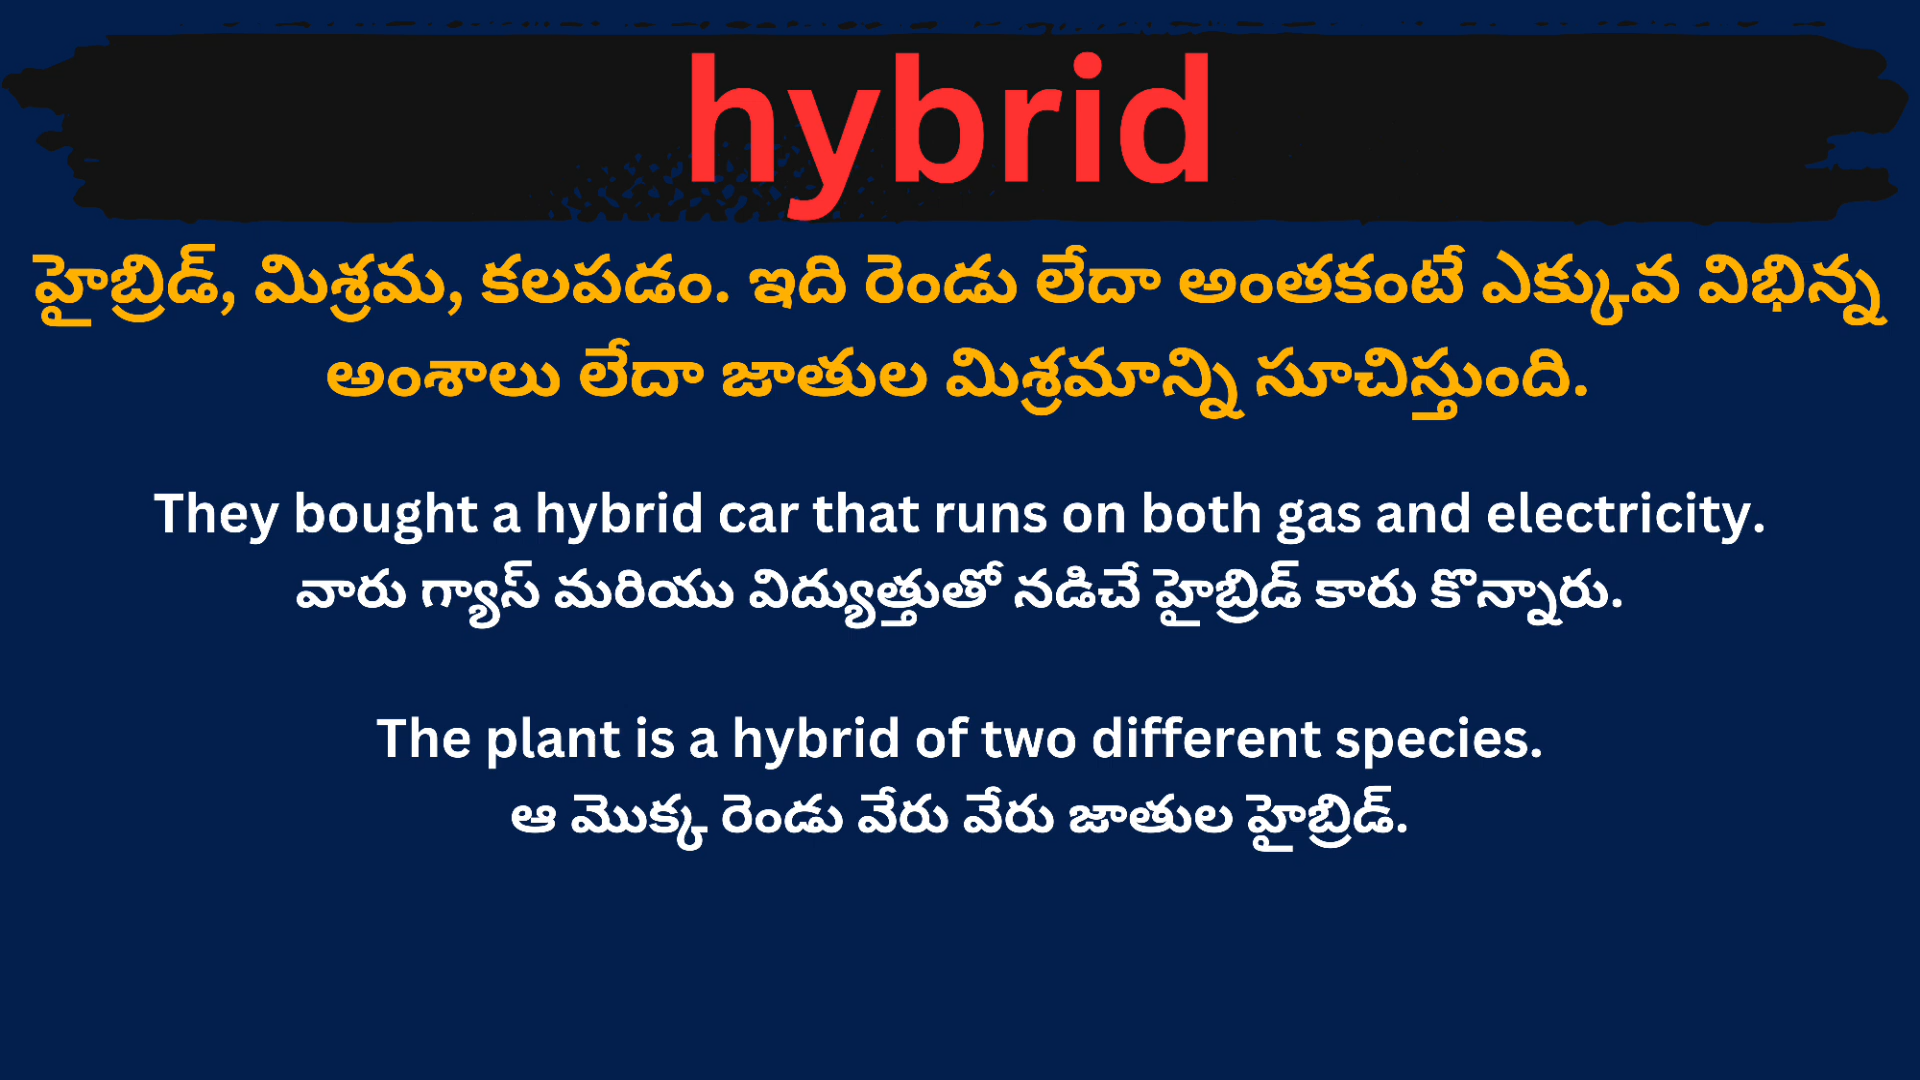 hybrid
హైబ్రిడ్, మిశ్రమ, కలపడం. ఇది రెండు లేదా అంతకంటే ఎక్కువ విభిన్న
అంశాలు లేదా జాతుల మిశ్రమాన్ని సూచిస్తుంది.
They bought a hybrid car that runs on both gas and electricity.
వారు గ్యాస్ మరియు విద్యుత్తుతో నడిచే హైబ్రిడ్ కారు కొన్నారు.
The plant is a hybrid of two different species.
ఆ మొక్క రెండు వేరు వేరు జాతుల హైబ్రిడ్.